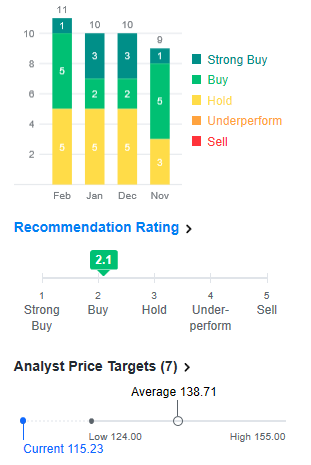 11
10
10
9
10
8
6
4
2
1
5
5
3
2
5
3
2
5
1
5
3
Feb
Jan
Dec
Nov
Strong Buy
Buy
Hold
Underperform
Sell
Recommendation Rating >
2.1
1
2
3
4
5
Strong
Buy
Buy
Hold
Under-
perform
Sell
Analyst Price Targets (7) >
Average 138.71
Low 124.00
High 155.00
Current 115.23